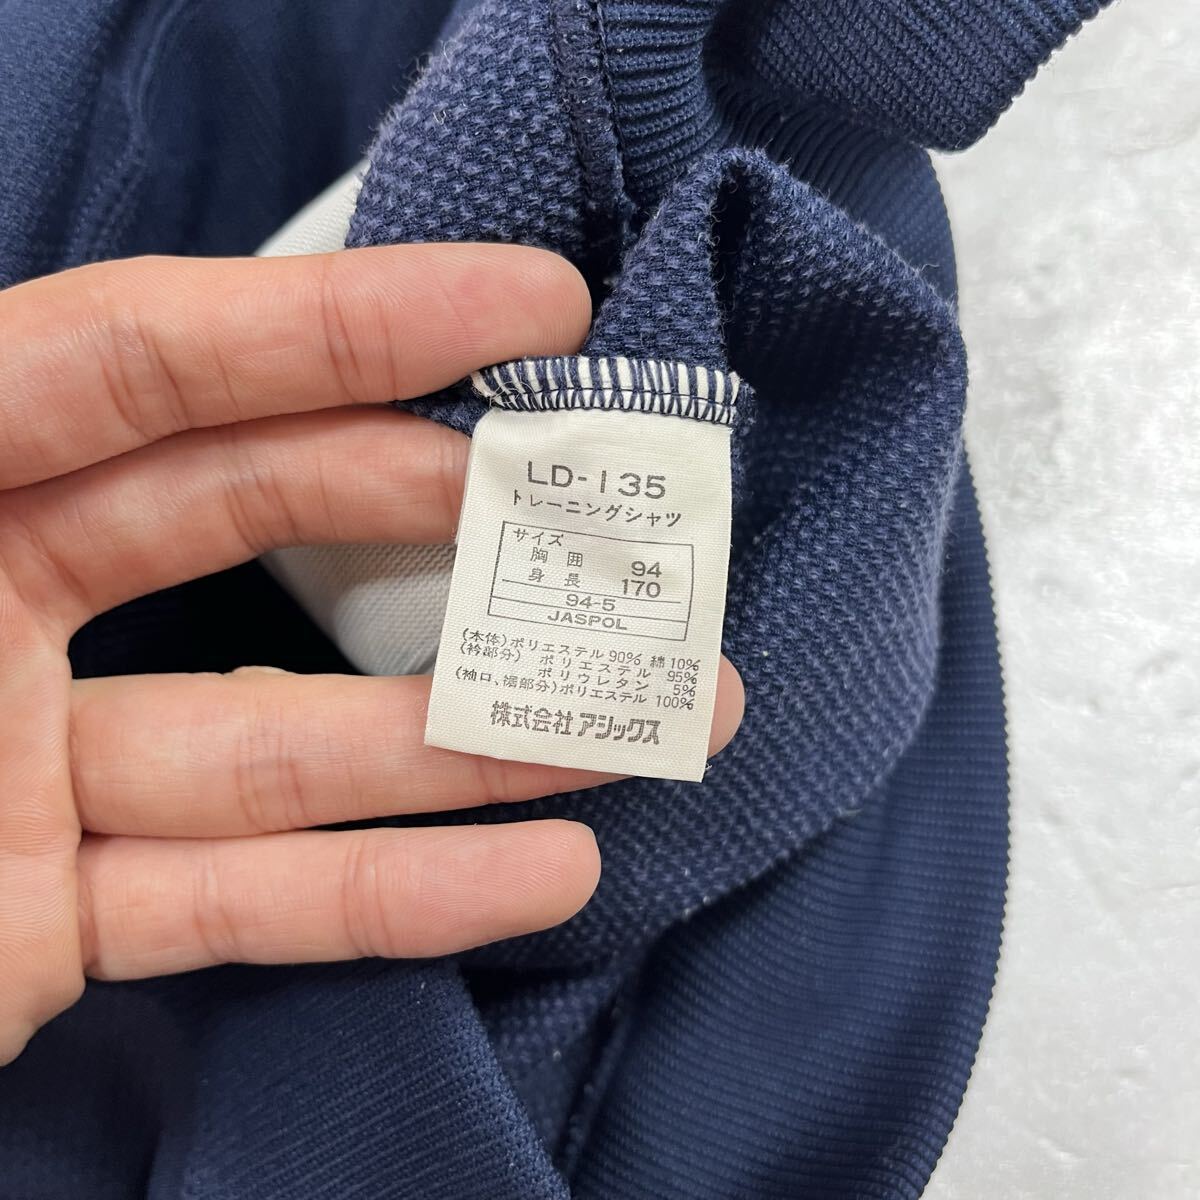 LD-135
トレーニングシャツ
サイズ
胸囲 94
身長 170
94-5
JASPOL
(本体)ポリエステル90% 綿10%
(衿部分) ポリエステル 95%
ポリウレタン 5%
(袖口、裾部分)ポリエステル 100%
株式会社アシックス